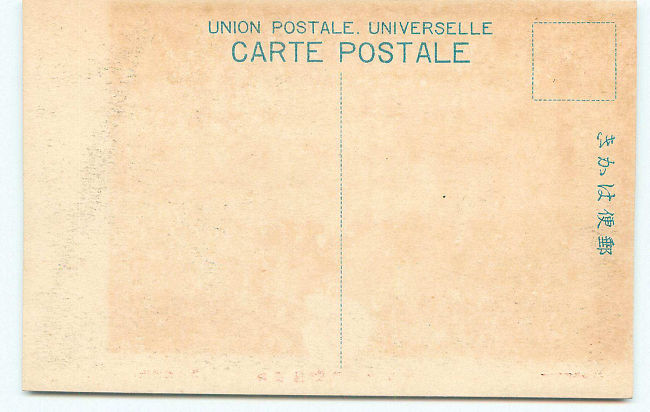 UNION POSTALE. UNIVERSELLE
CARTE POSTALE
郵便はかき